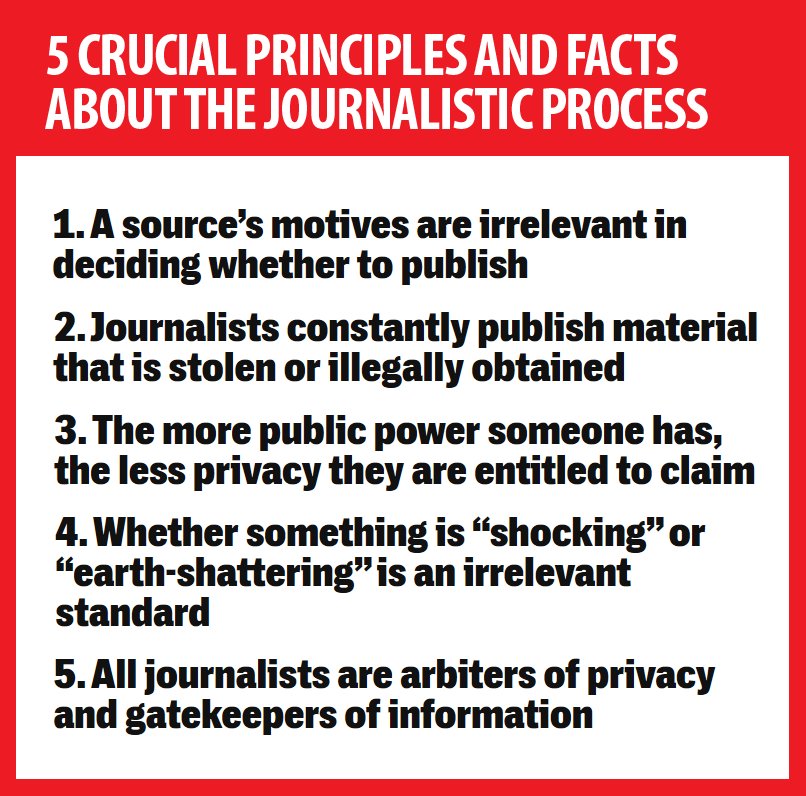 5 CRUCIAL PRINCIPLES AND FACTS
ABOUT THE JOURNALISTIC PROCESS
1. A source’s motives are irrelevant in
deciding whether to publish
2. Journalists constantly publish material
that is stolen or illegally obtained
3. The more public power someone has,
the less privacy they are entitled to claim
4. Whether something is “shocking” or
“earth-shattering” is an irrelevant
standard
5. All journalists are arbiters of privacy
and gatekeepers of information